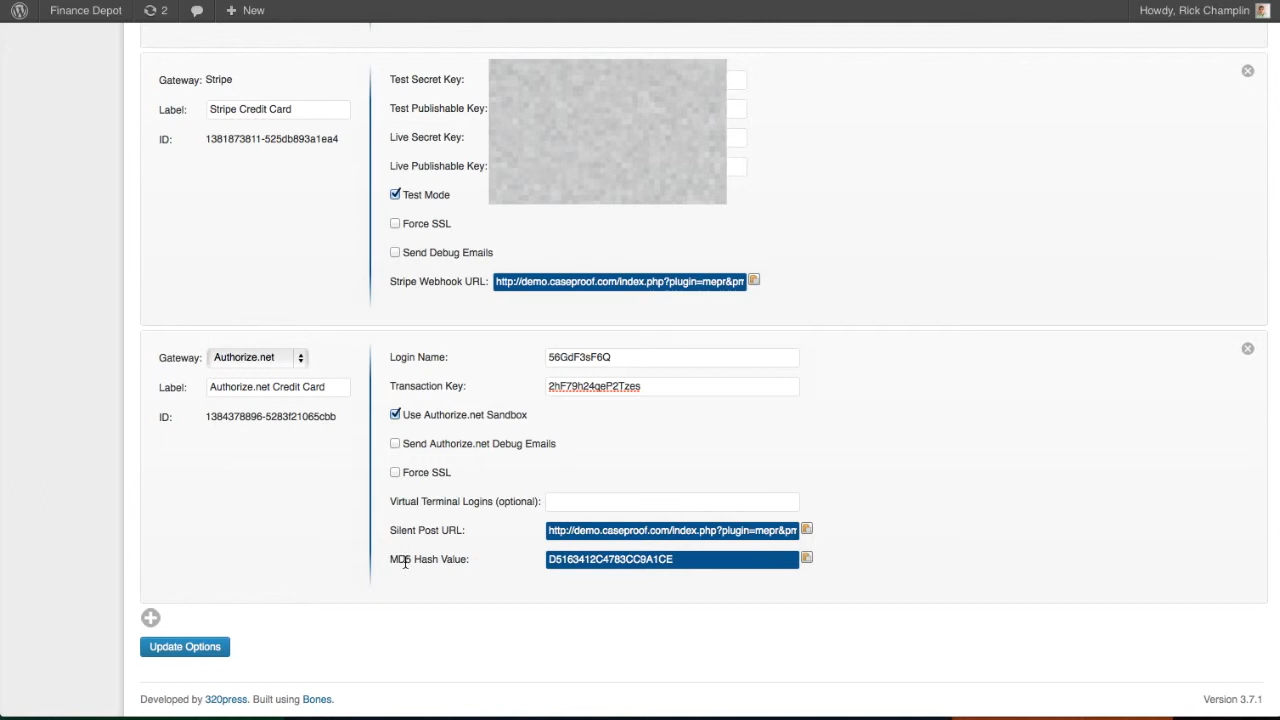 Finance Depot 2 New Howdy, Rick Champlin
Gateway: Stripe
Label: Stripe Credit Card
ID: 1381873811-525db893a1ea4
Test Secret Key:
Test Publishable Key:
Live Secret Key:
Live Publishable Key:
Test Mode
Force SSL
Send Debug Emails
Stripe Webhook URL: http://demo.caseproof.com/index.php?plugin=mepr&pm
Gateway: Authorize.net
Label: Authorize.net Credit Card
ID: 1384378896-5283f21065cbb
Login Name: 56GdF3sF6Q
Transaction Key: 2hF79h24qeP2Tzes
Use Authorize.net Sandbox
Send Authorize.net Debug Emails
Force SSL
Virtual Terminal Logins (optional):
Silent Post URL: http://demo.caseproof.com/index.php?plugin=mepr&pm
MD5 Hash Value: D5163412C4783CC9A1CE
Update Options
Developed by 320press. Built using Bones. Version 3.7.1